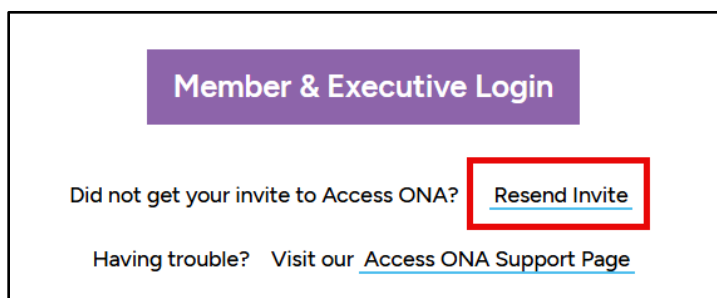 Member & Executive Login
Did not get your invite to Access ONA? Resend Invite
Having trouble? Visit our Access ONA Support Page